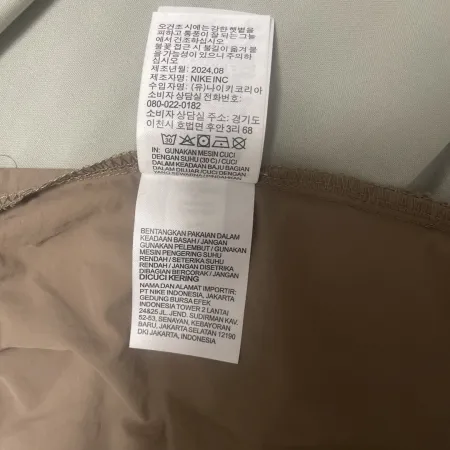 오건조 시에는 강한 햇볕을
피하고 통풍이 잘 되는 그늘
에서 건조하십시오
불꽃 접근 시 불길이 옮겨 붙
을 가능성이 있으니 주의하
십시오
제조년월: 2024.08
제조자명: NIKE INC
수입자명: (유)나이키코리아
소비자 상담실 전화번호:
080-022-0182
소비자 상담실 주소: 경기도
이천시 호법면 후안 3리 68
30
IN: GUNAKAN MESIN CUCI
DENGAN SUHU (30 C) / CUCI
DALAM KEADAAN BAJU BAGIAN
DALAM DILUAR/CUCI DENGAN
YANG SEWARNA /
BENTANGKAN PAKAIAN DALAM
KEADAAN BASAH / JANGAN
GUNAKAN PELEMBUT / GUNAKAN
MESIN PENGERING SUHU
RENDAH / SETERIKA SUHU
RENDAH / JANGAN DISETRIKA
DIBAGIAN BERCORAK / JANGAN
DICUCI KERING
NAMA DAN ALAMAT IMPORTIR:
PT NIKE INDONESIA, JAKARTA
GEDUNG BURSA EFEK
INDONESIA TOWER 2 LANTAI
24&25 JL. JEND. SUDIRMAN KAV.
52-53, SENAYAN, KEBAYORAN
BARU, JAKARTA SELATAN 12190
DKI JAKARTA, INDONESIA